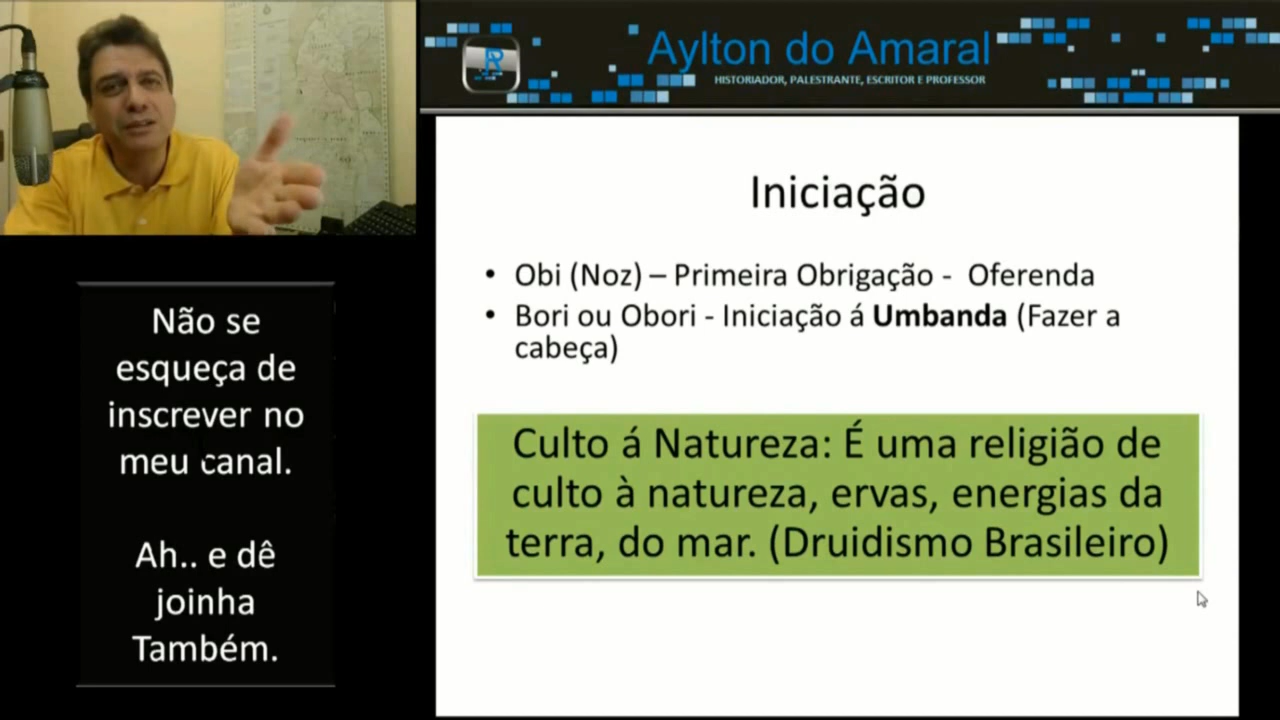 Aylton do Amaral
HISTORIADOR, PALESTRANTE, ESCRITOR E PROFESSOR
Iniciação
• Obi (Noz) – Primeira Obrigação - Oferenda
• Bori ou Obori - Iniciação á Umbanda (Fazer a
cabeça)
Culto á Natureza: É uma religião de
culto à natureza, ervas, energias da
terra, do mar. (Druidismo Brasileiro)
Não se
esqueça de
inscrever no
meu canal.
Ah.. e dê
joinha
Também.